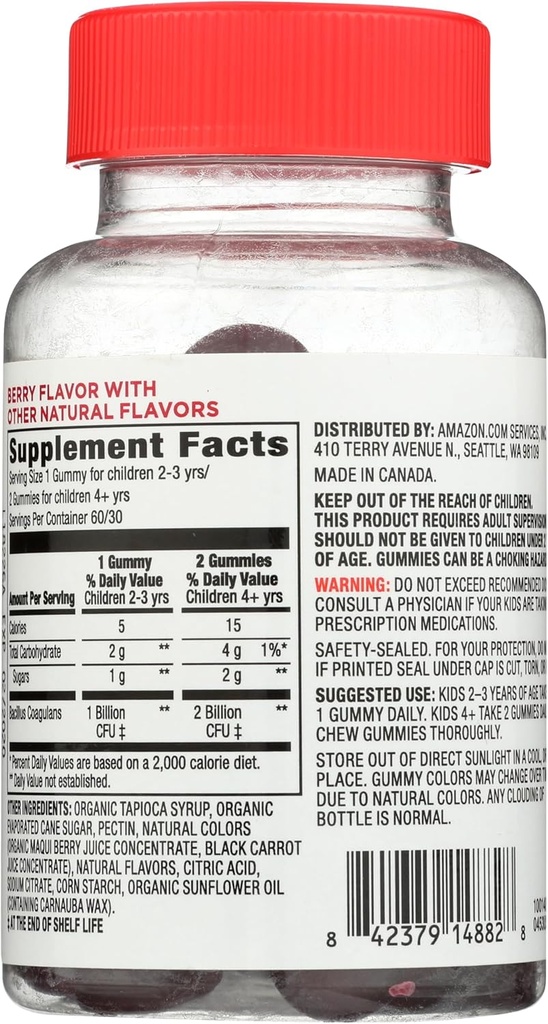 BERRY FLAVOR WITH
OTHER NATURAL FLAVORS
Supplement Facts
Serving Size 1 Gummy for children 2-3 yrs/
2 Gummies for children 4+ yrs
Servings Per Container 60/30
Amount Per Serving
1 Gummy
% Daily Value
Children 2-3 yrs
2 Gummies
% Daily Value
Children 4+ yrs
Calories 5 15
Total Carbohydrate 2 g ** 4 g 1%*
Sugars 1 g ** 2 g **
Bacillus Coagulans 1 Billion ** 2 Billion **
CFU ‡ CFU ‡
* Percent Daily Values are based on a 2,000 calorie diet.
** Daily Value not established.
OTHER INGREDIENTS: ORGANIC TAPIOCA SYRUP, ORGANIC
EVAPORATED CANE SUGAR, PECTIN, NATURAL COLORS
(ORGANIC MAQUI BERRY JUICE CONCENTRATE, BLACK CARROT
JUICE CONCENTRATE), NATURAL FLAVORS, CITRIC ACID,
SODIUM CITRATE, CORN STARCH, ORGANIC SUNFLOWER OIL
(CONTAINING CARNAUBA WAX).
‡ AT THE END OF SHELF LIFE
DISTRIBUTED BY: AMAZON.COM SERVICES,
410 TERRY AVENUE N., SEATTLE, WA 98109
MADE IN CANADA.
KEEP OUT OF THE REACH OF CHILDREN.
THIS PRODUCT REQUIRES ADULT SUPERVISION
SHOULD NOT BE GIVEN TO CHILDREN UNDER
OF AGE. GUMMIES CAN BE A CHOKING
WARNING: DO NOT EXCEED RECOMMENDED
CONSULT A PHYSICIAN IF YOUR KIDS ARE
PRESCRIPTION MEDICATIONS.
SAFETY-SEALED. FOR YOUR PROTECTION,
IF PRINTED SEAL UNDER CAP IS CUT, TORN,
SUGGESTED USE: KIDS 2–3 YEARS OF AGE
1 GUMMY DAILY. KIDS 4+ TAKE 2 GUMMIES
CHEW GUMMIES THOROUGHLY.
STORE OUT OF DIRECT SUNLIGHT IN A COOL,
PLACE. GUMMY COLORS MAY CHANGE OVER
DUE TO NATURAL COLORS. ANY CLOUDING OF
BOTTLE IS NORMAL.
8 42379 14882 8